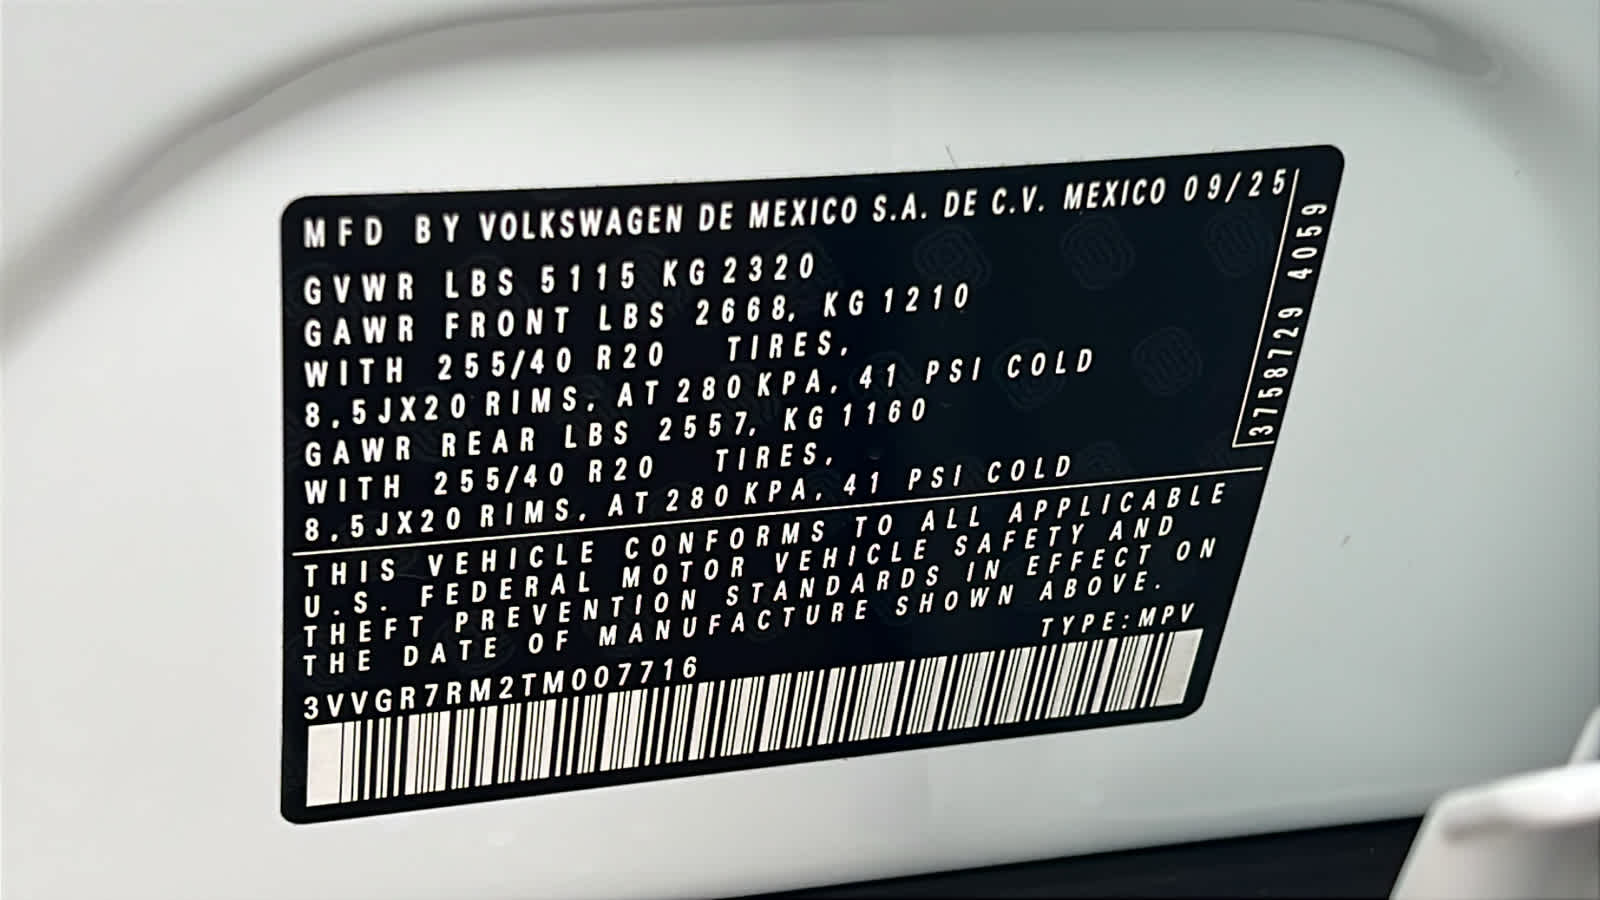 MFD BY VOLKSWAGEN DE MEXICO S.A. DE C.V. MEXICO 09/25
GVWR LBS 5115 KG 2320
GAWR FRONT LBS 2668, KG 1210
WITH 255/40 R20 TIRES,
8.5JX20 RIMS, AT 280 KPA, 41 PSI COLD
GAWR REAR LBS 2557, KG 1160
WITH 255/40 R20 TIRES,
8.5JX20 RIMS, AT 280 KPA, 41 PSI COLD
3758729 4059
THIS VEHICLE CONFORMS TO ALL APPLICABLE
U.S. FEDERAL MOTOR VEHICLE SAFETY AND
THEFT PREVENTION STANDARDS IN EFFECT ON
THE DATE OF MANUFACTURE SHOWN ABOVE.
TYPE:MPV
3VVGR7RM2TM007716